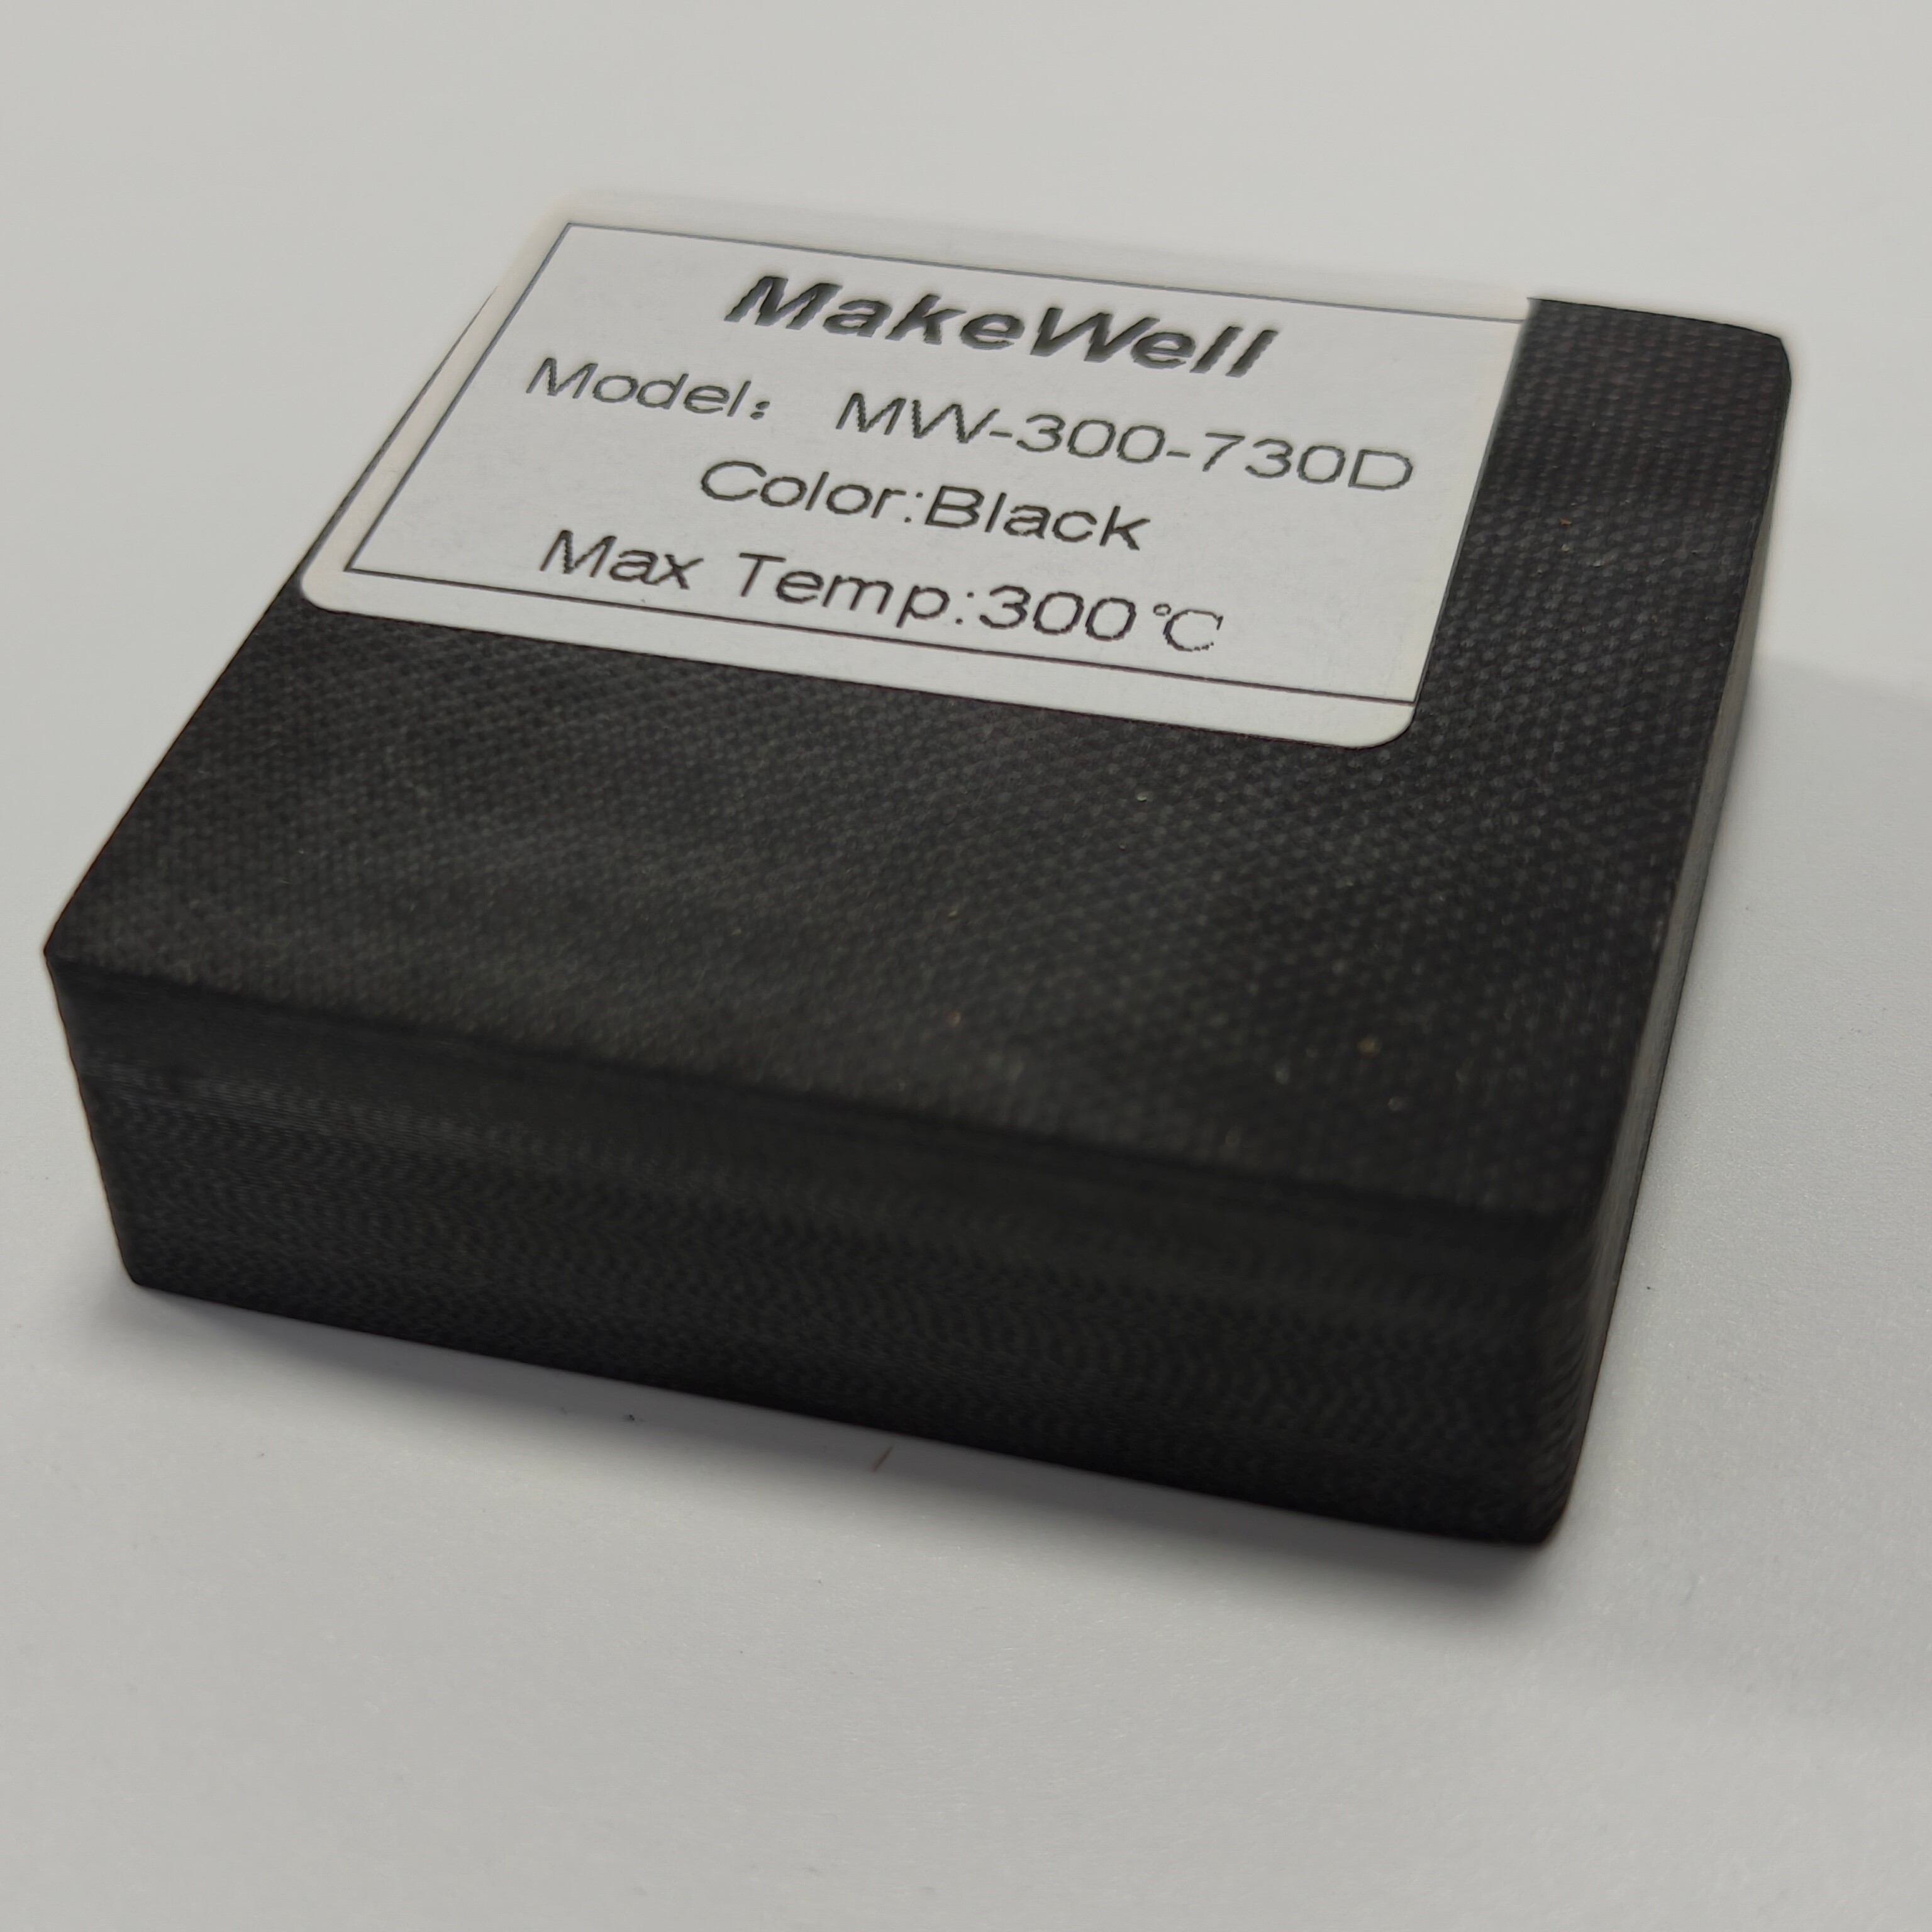 MakeWell
Model： MW-300-730D
Color:Black
Max Temp:300℃